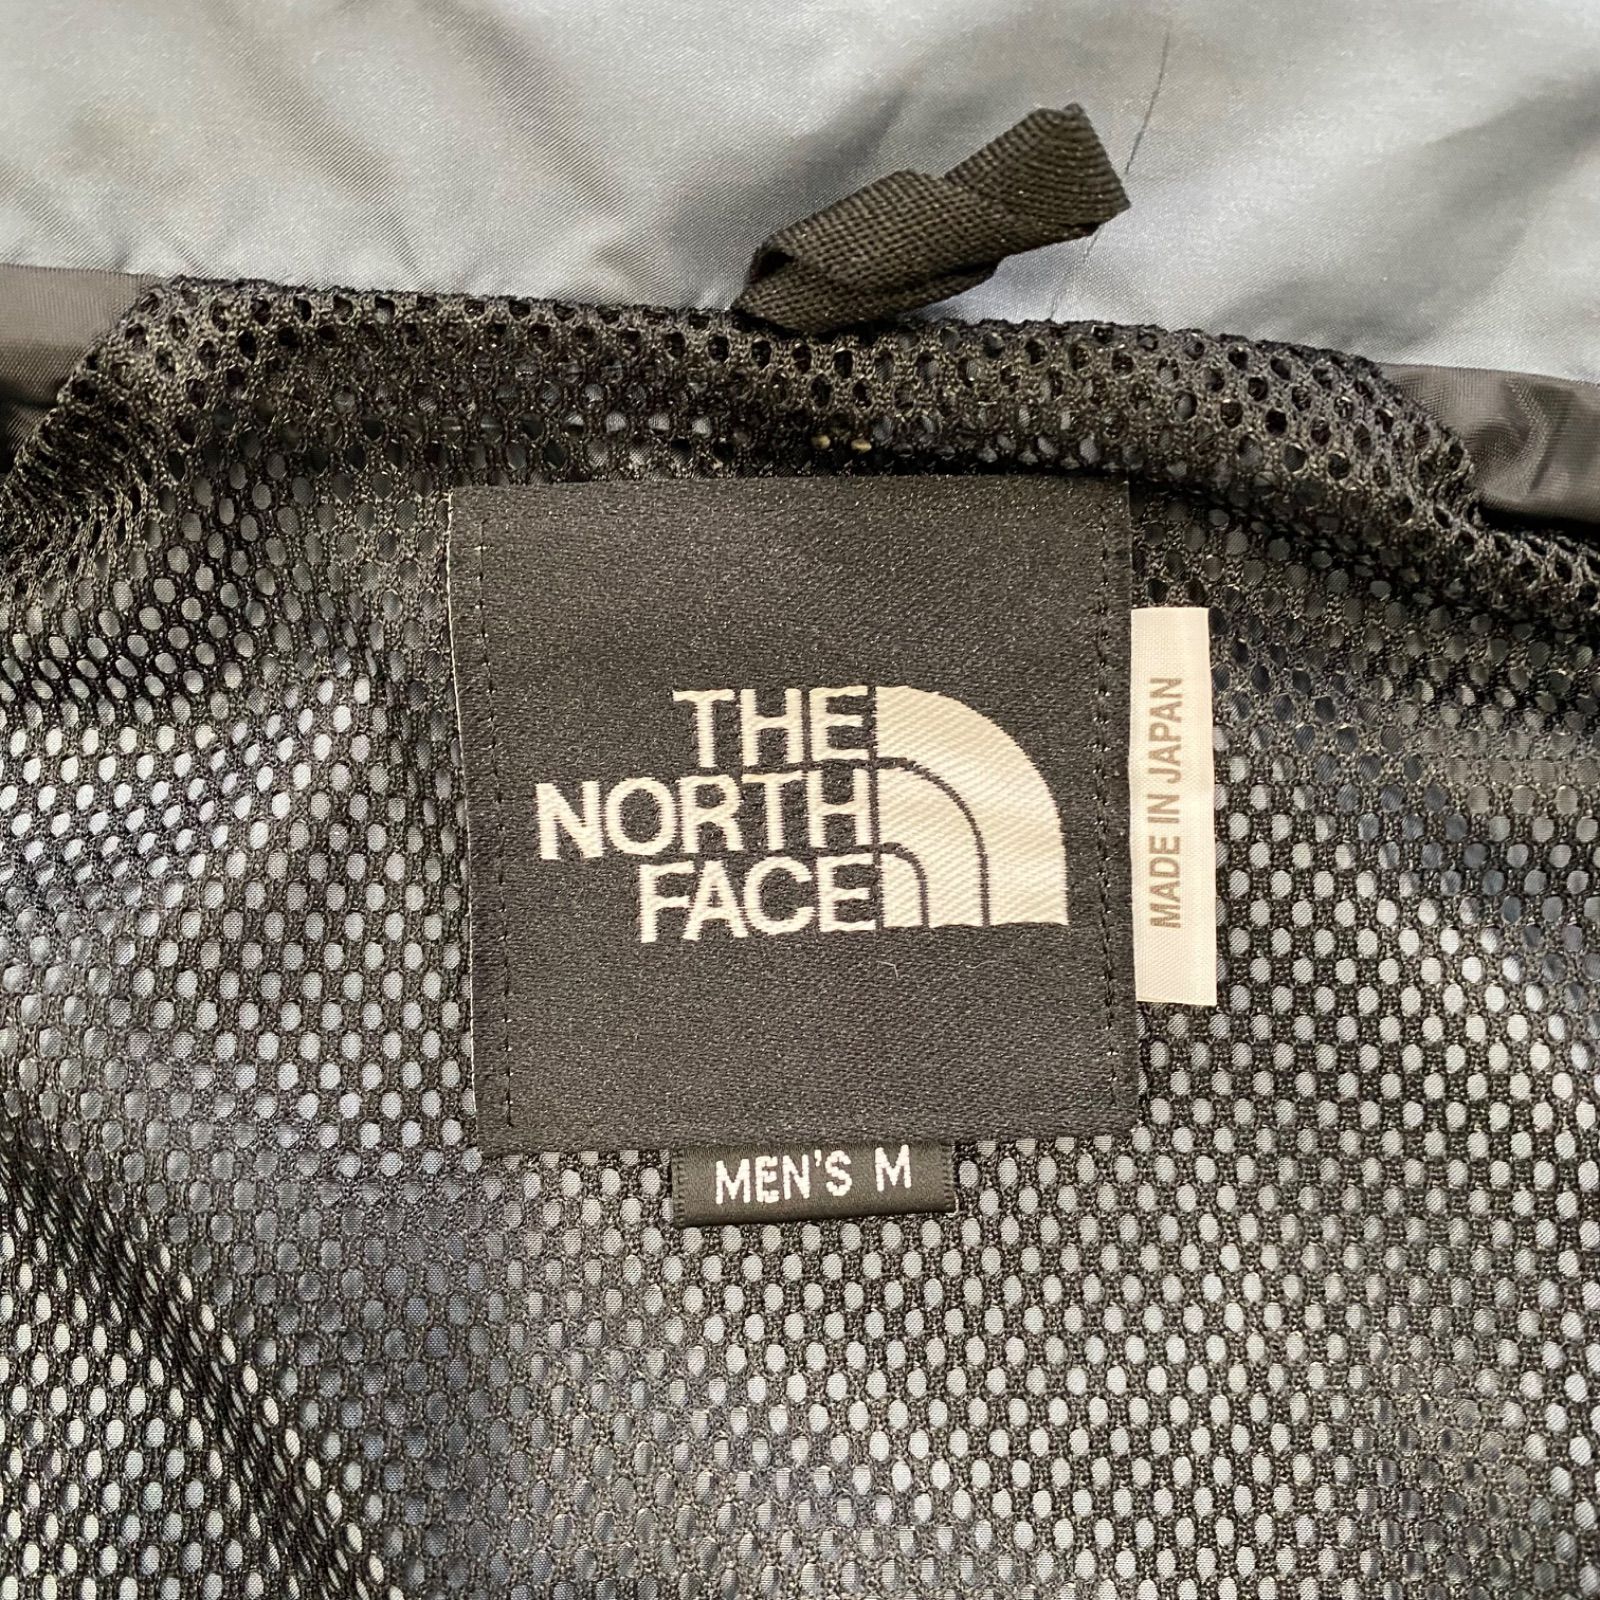 THE
NORTH
FACE
MADE IN JAPAN
MEN'S M